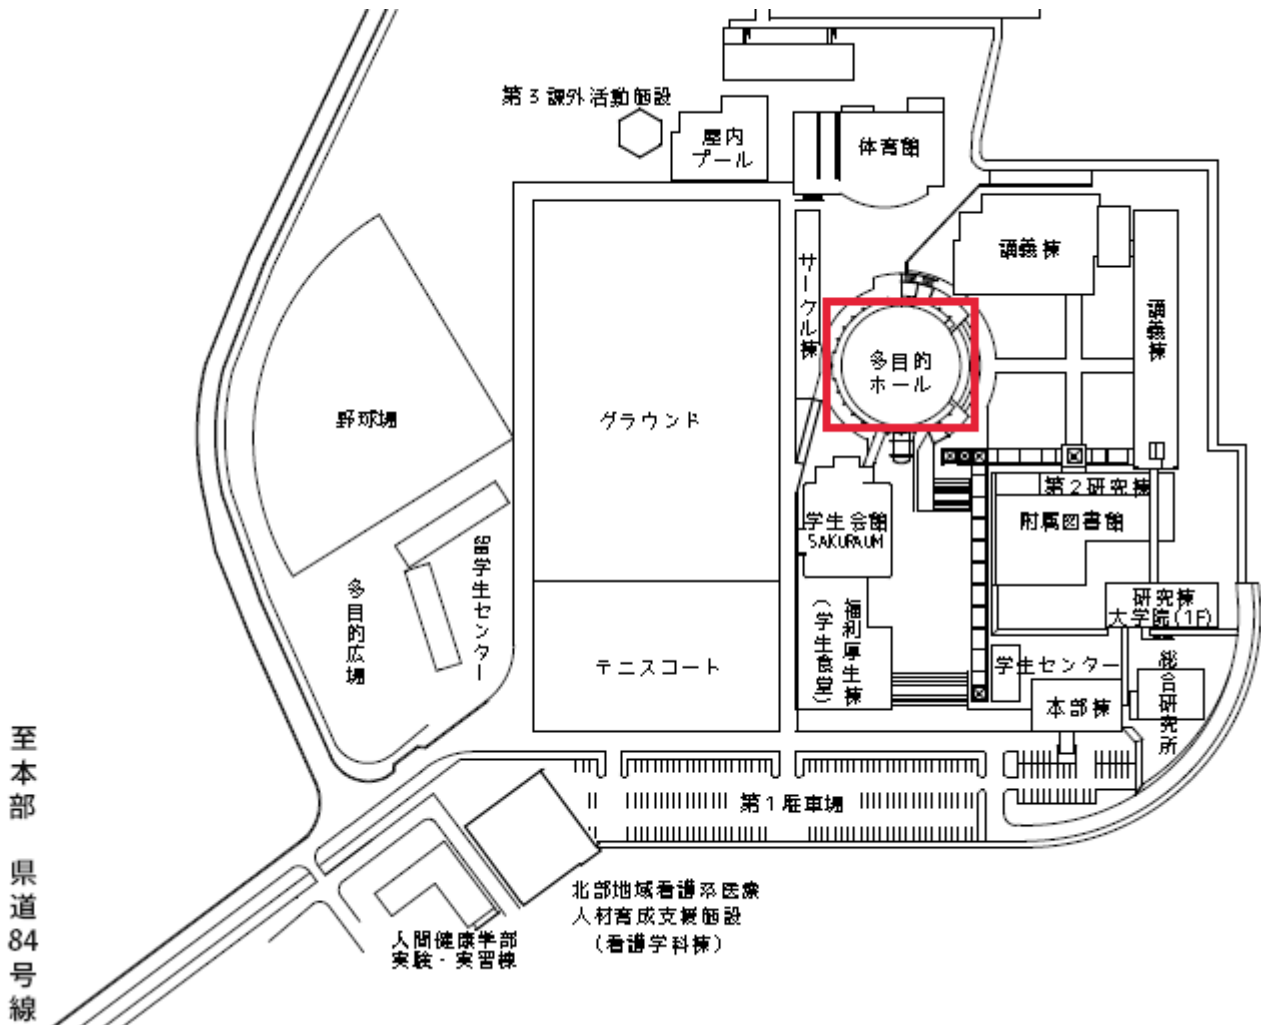 第3課外活動施設
屋内
プール
体育館
講義棟
サークル棟
講義棟
多目的
ホール
野球場
グラウンド
第2研究棟
学生会館
SAKURAUM
附属図書館
留学生センター
多目的広場
研究棟
大学院(1F)
福利厚生棟
(学生食堂)
テニスコート
学生センター
総合研究所
本部棟
至本部　県道84号線
第1駐車場
北部地域看護系医療
人材育成支援施設
(看護学科棟)
人間健康学部
実験・実習棟